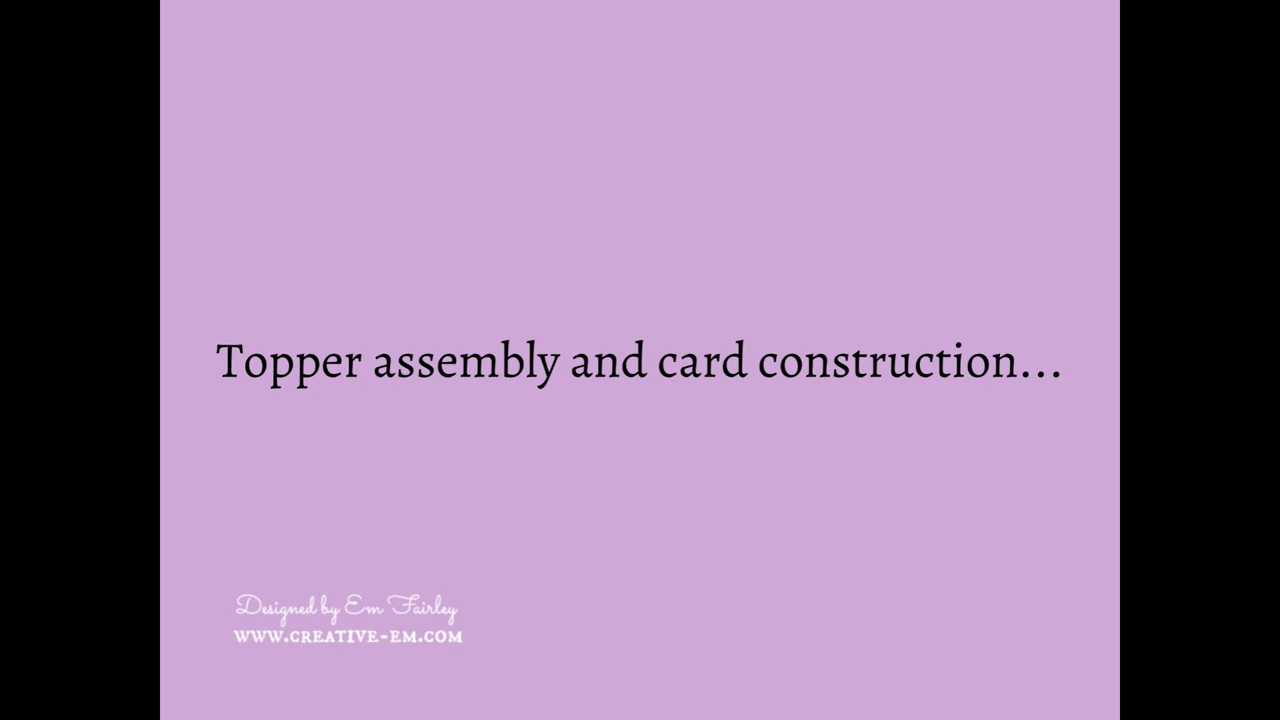 Topper assembly and card construction...
Designed by Em Fairley
WWW.CREATIVE-EM.COM